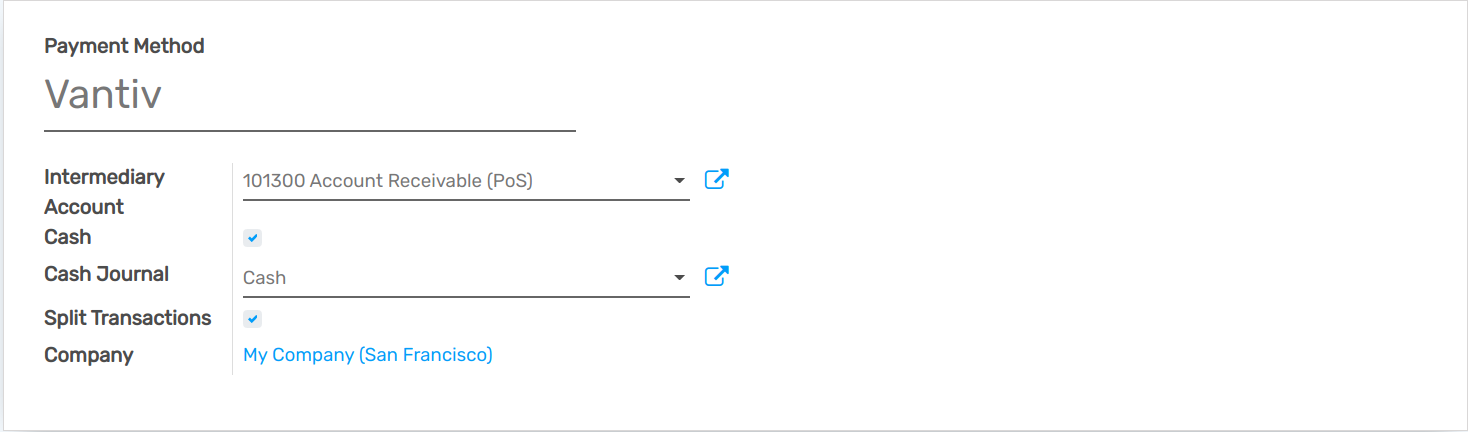 Payment Method
Vantiv
Intermediary Account
101300 Account Receivable (PoS)
Cash
Cash Journal
Cash
Split Transactions
Company
My Company (San Francisco)